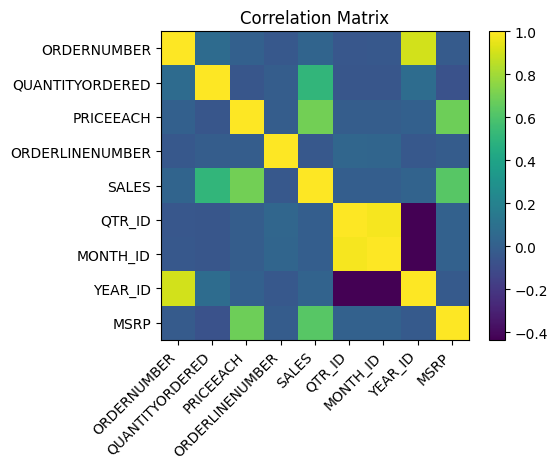 Correlation Matrix
ORDERNUMBER
QUANTITYORDERED
PRICEEACH
ORDERLINENUMBER
SALES
QTR_ID
MONTH_ID
YEAR_ID
MSRP
ORDERNUMBER
QUANTITYORDERED
PRICEEACH
ORDERLINENUMBER
SALES
QTR_ID
MONTH_ID
YEAR_ID
MSRP
1.0
0.8
0.6
0.4
0.2
0.0
−0.2
−0.4